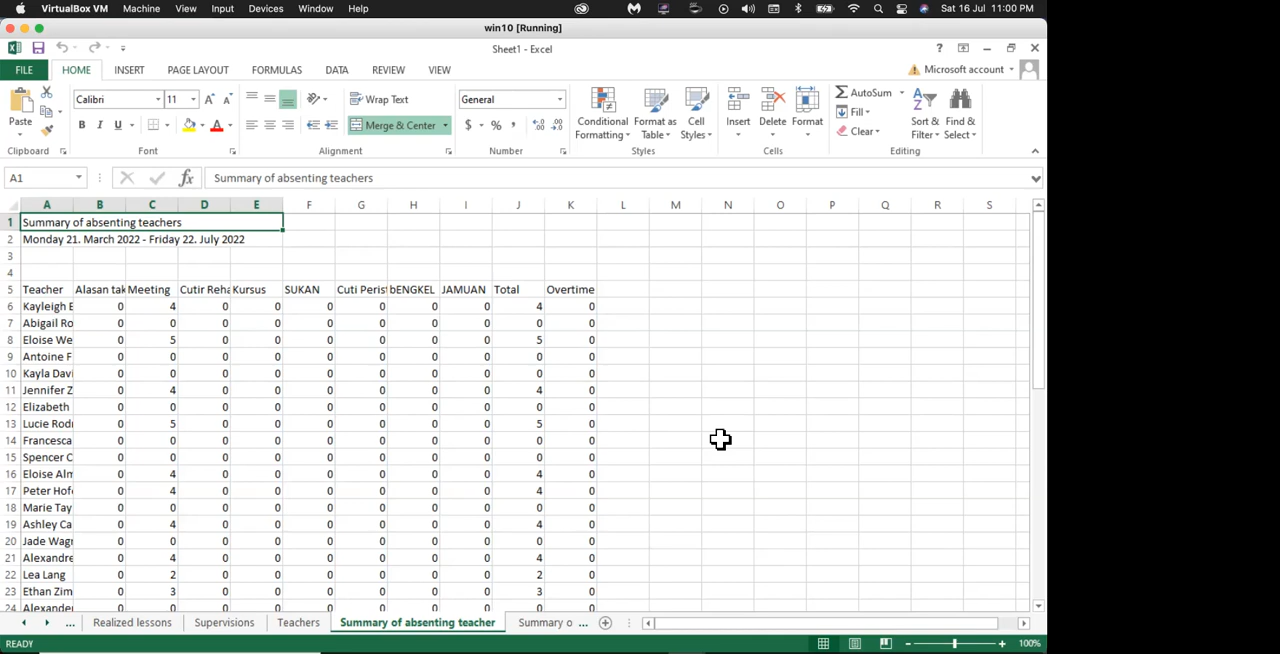 VirtualBox VM Machine View Input Devices Window Help Sat 16 Jul 11:00 PM
win10 [Running]
Sheet1 - Excel
FILE HOME INSERT PAGE LAYOUT FORMULAS DATA REVIEW VIEW Microsoft account
Calibri 11 Wrap Text General AutoSum
Fill
Paste B I U Merge & Center $ % , Conditional Formatting Format as Table Cell Styles Insert Delete Format Clear Sort & Filter Find & Select
Clipboard Font Alignment Number Styles Cells Editing
A1 fx Summary of absenting teachers
A B C D E F G H I J K L M N O P Q R S
1 Summary of absenting teachers
2 Monday 21. March 2022 - Friday 22. July 2022
3
4
5 Teacher Alasan tak Meeting Cutir Reha Kursus SUKAN Cuti Perist bENGKEL JAMUAN Total Overtime
6 Kayleigh E 0 4 0 0 0 0 0 0 4 0
7 Abigail Ro 0 0 0 0 0 0 0 0 0 0
8 Eloise We 0 5 0 0 0 0 0 0 5 0
9 Antoine F 0 0 0 0 0 0 0 0 0 0
10 Kayla Davi 0 0 0 0 0 0 0 0 0 0
11 Jennifer Z 0 4 0 0 0 0 0 0 4 0
12 Elizabeth 0 0 0 0 0 0 0 0 0 0
13 Lucie Rodr 0 5 0 0 0 0 0 0 5 0
14 Francesca 0 0 0 0 0 0 0 0 0 0
15 Spencer C 0 0 0 0 0 0 0 0 0 0
16 Eloise Alm 0 4 0 0 0 0 0 0 4 0
17 Peter Hofe 0 4 0 0 0 0 0 0 4 0
18 Marie Tay 0 0 0 0 0 0 0 0 0 0
19 Ashley Ca 0 4 0 0 0 0 0 0 4 0
20 Jade Wagr 0 0 0 0 0 0 0 0 0 0
21 Alexandre 0 4 0 0 0 0 0 0 4 0
22 Lea Lang 0 2 0 0 0 0 0 0 2 0
23 Ethan Zim 0 3 0 0 0 0 0 0 3 0
24 Alexander 0 0 0 0 0 0 0 0 0 0
... Realized lessons Supervisions Teachers Summary of absenting teacher Summary o ...
READY 100%